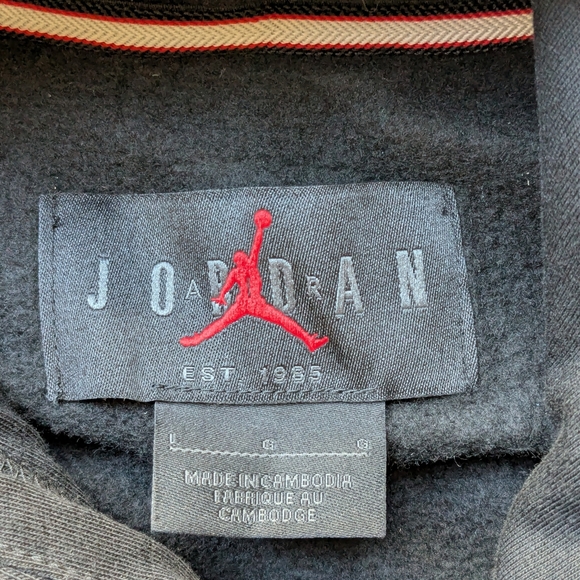 JORDAN
AIR
EST. 1985
L G G
MADE IN CAMBODIA
FABRIQUE AU
CAMBODGE